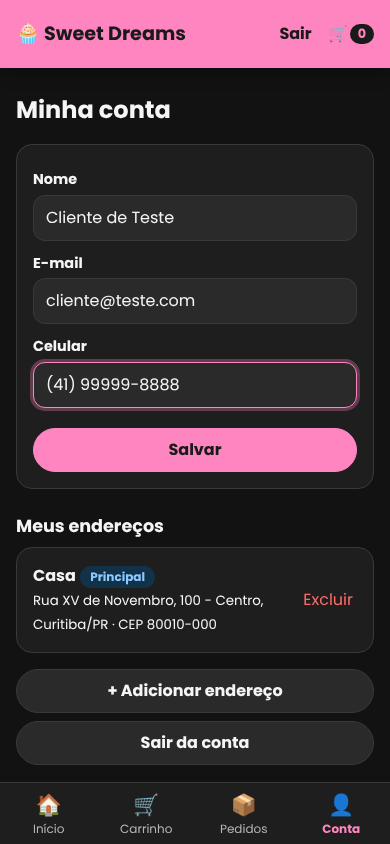 Sweet Dreams
Sair
0
Minha conta
Nome
Cliente de Teste
E-mail
cliente@teste.com
Celular
(41) 99999-8888
Salvar
Meus endereços
Casa Principal
Rua XV de Novembro, 100 - Centro,
Curitiba/PR · CEP 80010-000
Excluir
+ Adicionar endereço
Sair da conta
Início
Carrinho
Pedidos
Conta